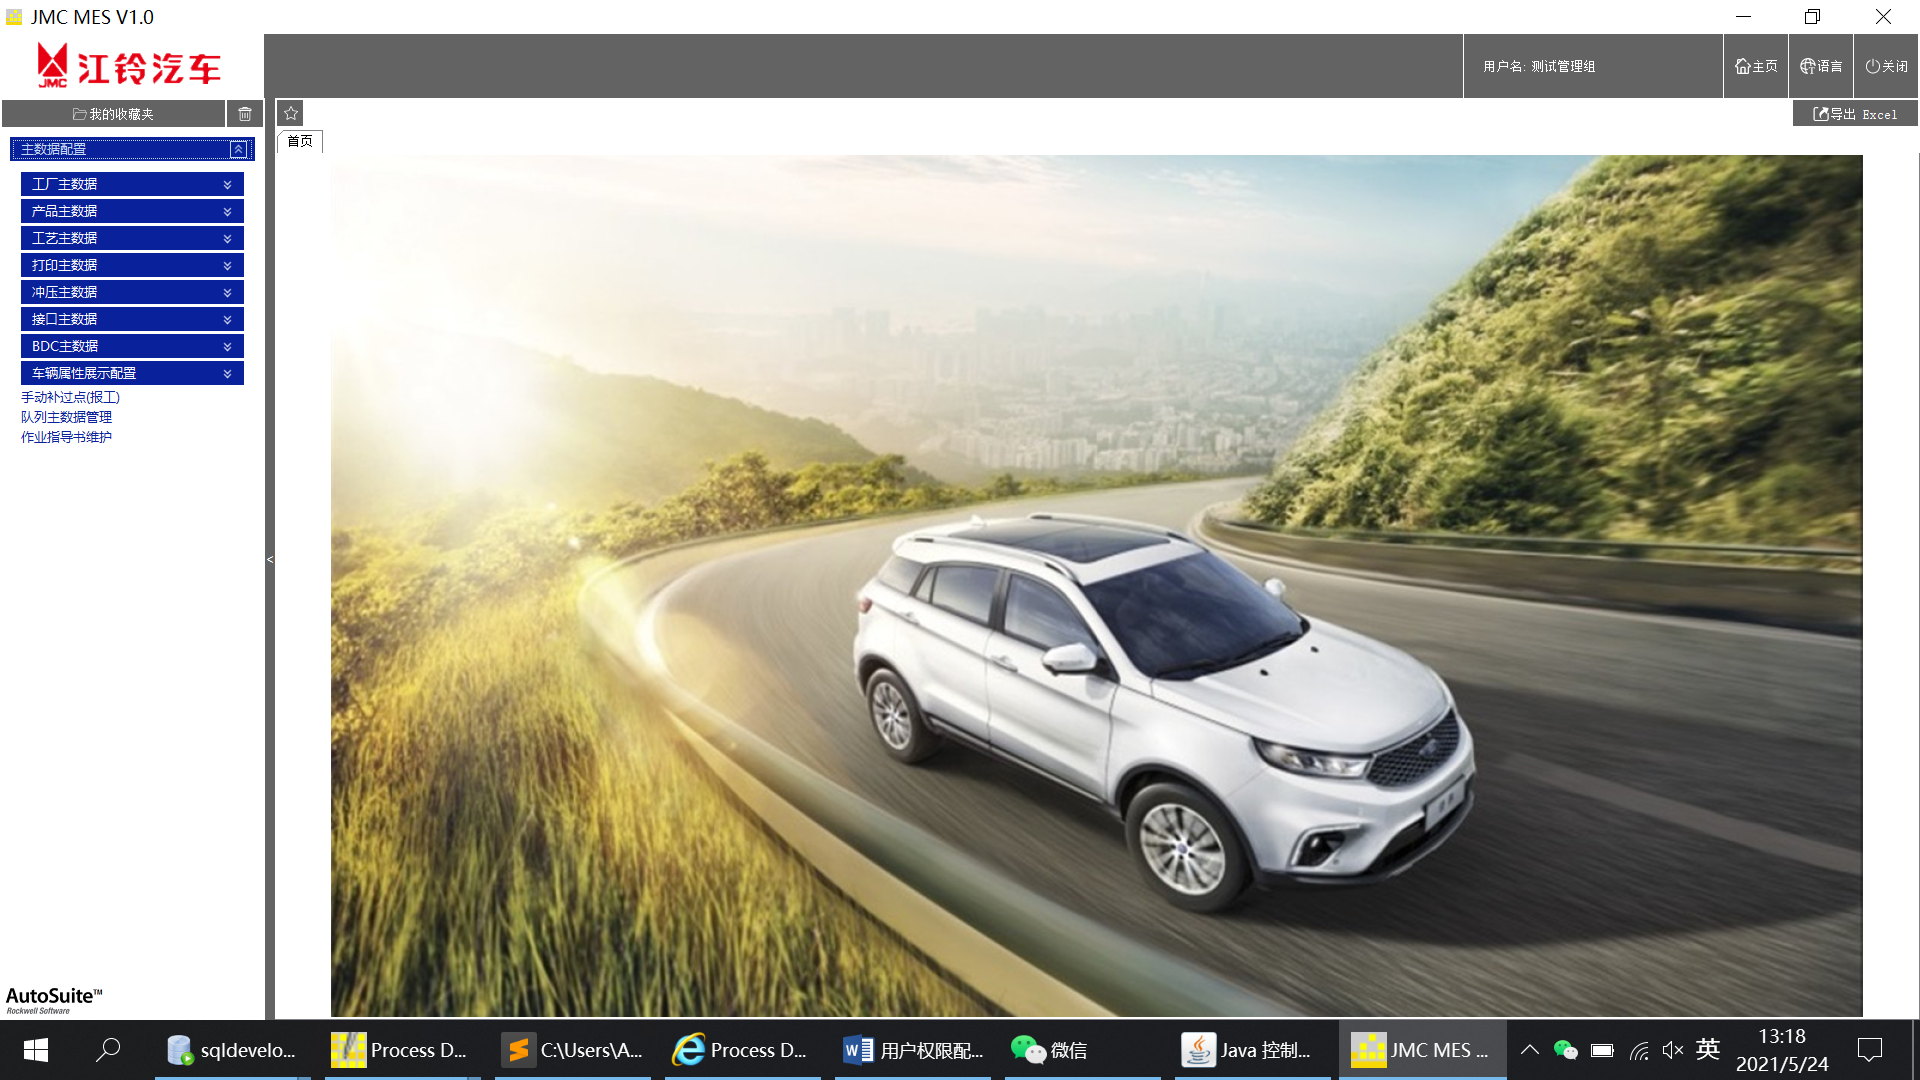 JMC MES V1.0
JMC 江铃汽车
用户名: 测试管理组
主页
语言
关闭
我的收藏夹
导出 Excel
首页
主数据配置
工厂主数据
产品主数据
工艺主数据
打印主数据
冲压主数据
接口主数据
BDC主数据
车辆属性展示配置
手动补过点(报工)
队列主数据管理
作业指导书维护
<
AutoSuite™
Rockwell Software
sqldevelo...
Process D...
C:\Users\A...
Process D...
用户权限配...
微信
Java 控制...
JMC MES ...
英
13:18
2021/5/24